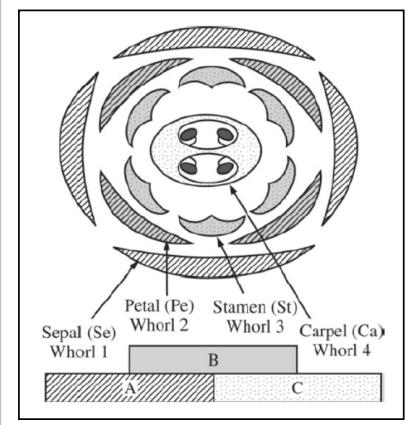 Petal (Pe)
Whorl 2
Stamen (St)
Whorl 3
Sepal (Se)
Whorl 1
Carpel (Ca)
Whorl 4
B
A
C